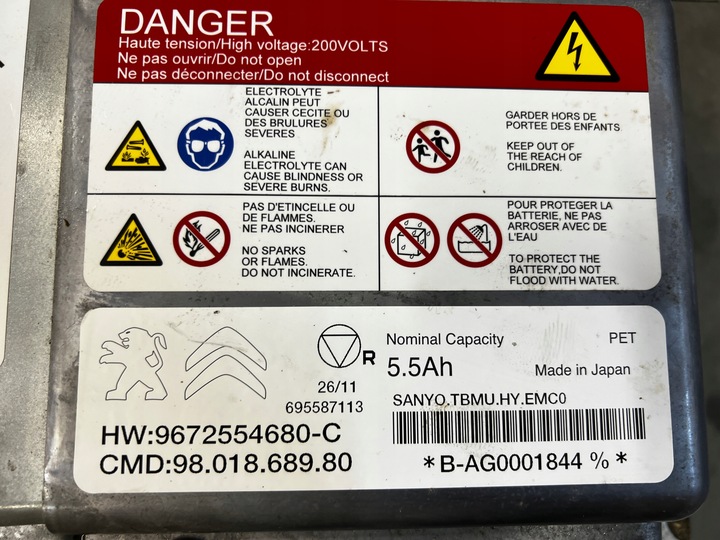 DANGER
Haute tension/High voltage:200VOLTS
Ne pas ouvrir/Do not open
Ne pas déconnecter/Do not disconnect
ELECTROLYTE
ALCALIN PEUT
CAUSER CECITE OU
DES BRULURES
SEVERES
ALKALINE
ELECTROLYTE CAN
CAUSE BLINDNESS OR
SEVERE BURNS.
GARDER HORS DE
PORTEE DES ENFANTS
KEEP OUT OF
THE REACH OF
CHILDREN.
PAS D'ETINCELLE OU
DE FLAMMES.
NE PAS INCINERER
NO SPARKS
OR FLAMES.
DO NOT INCINERATE.
POUR PROTEGER LA
BATTERIE, NE PAS
ARROSER AVEC DE
L'EAU
TO PROTECT THE
BATTERY,DO NOT
FLOOD WITH WATER.
R
26/11
695587113
HW:9672554680-C
CMD:98.018.689.80
Nominal Capacity PET
5.5Ah Made in Japan
SANYO.TBMU.HY.EMC0
*B-AG0001844 %*